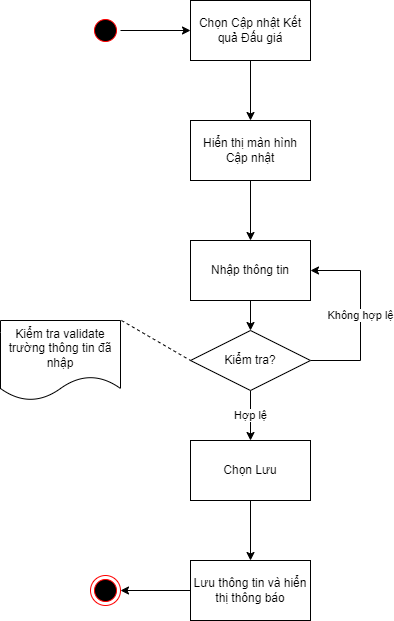 Chọn Cập nhật Kết
quả Đấu giá
Hiển thị màn hình
Cập nhật
Nhập thông tin
Không hợp lệ
Kiểm tra validate
trường thông tin đã
nhập
Kiểm tra?
Hợp lệ
Chọn Lưu
Lưu thông tin và hiển
thị thông báo